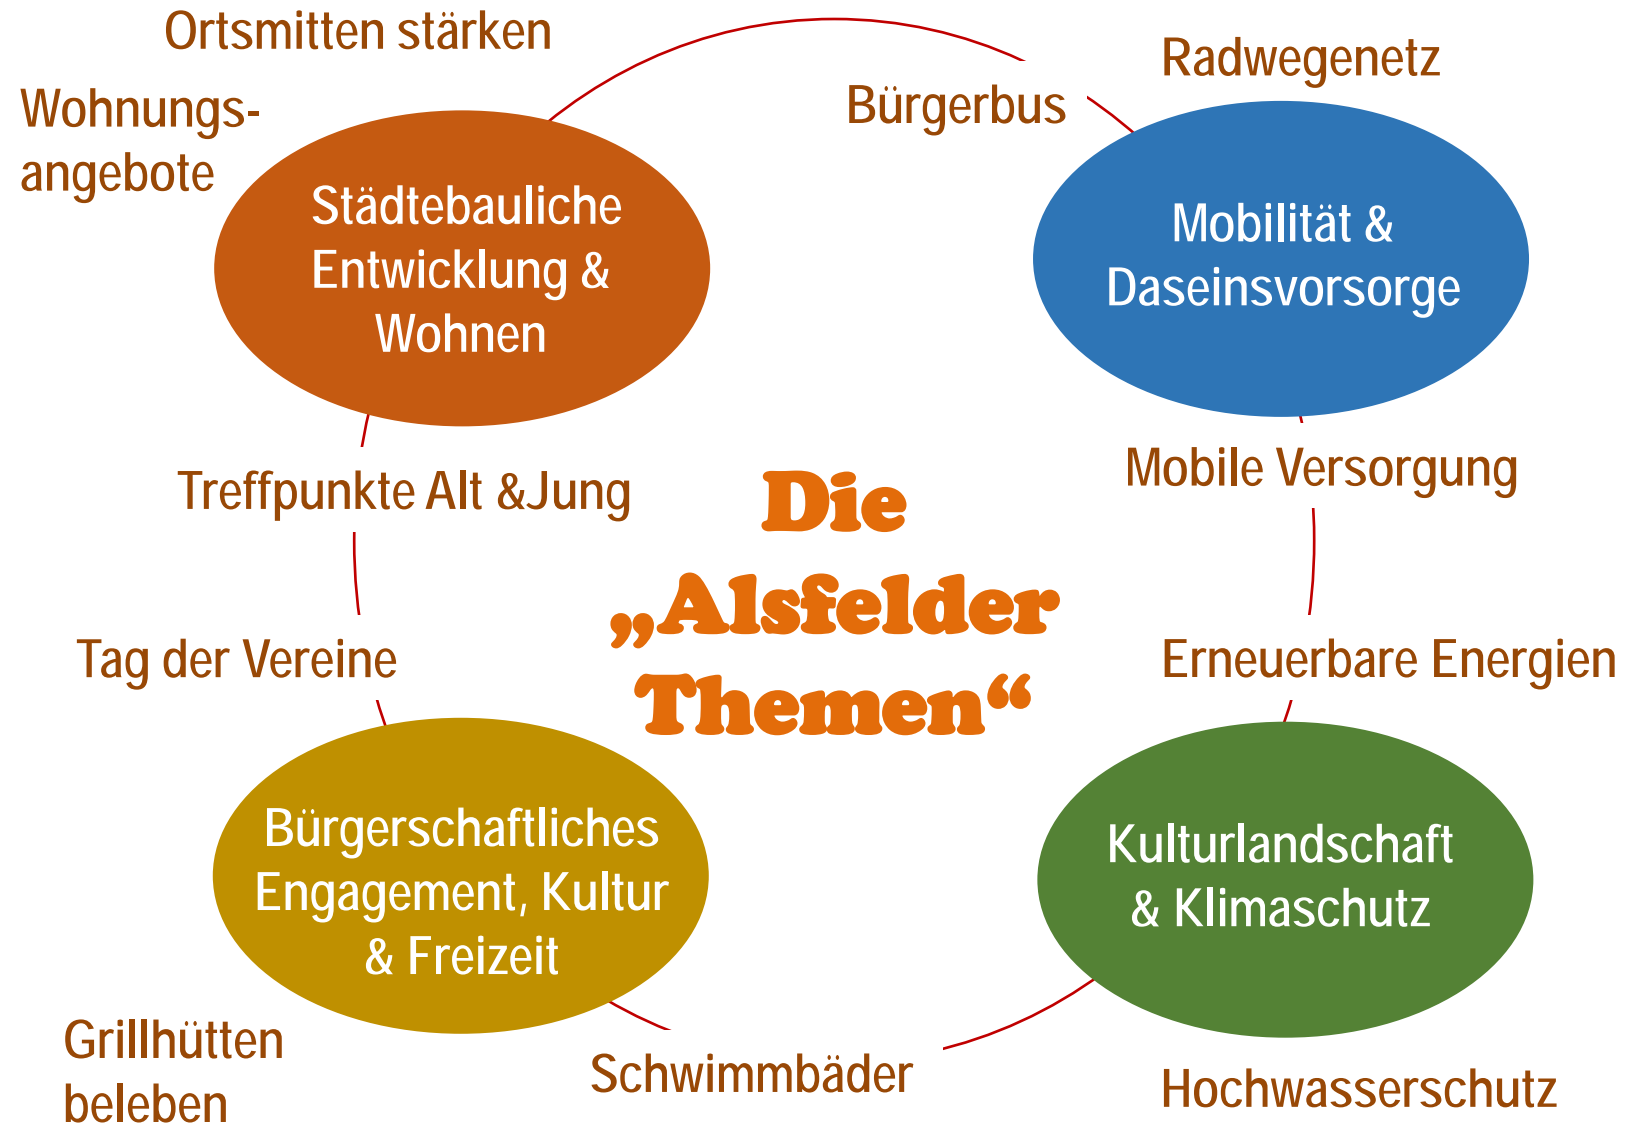 Ortsmitten stärken
Wohnungs-
angebote
Städtebauliche
Entwicklung &
Wohnen
Bürgerbus
Radwegenetz
Mobilität &
Daseinsvorsorge
Treffpunkte Alt &Jung
Mobile Versorgung
Die
„Alsfelder
Themen“
Tag der Vereine
Erneuerbare Energien
Bürgerschaftliches
Engagement, Kultur
& Freizeit
Kulturlandschaft
& Klimaschutz
Grillhütten
beleben
Schwimmbäder
Hochwasserschutz